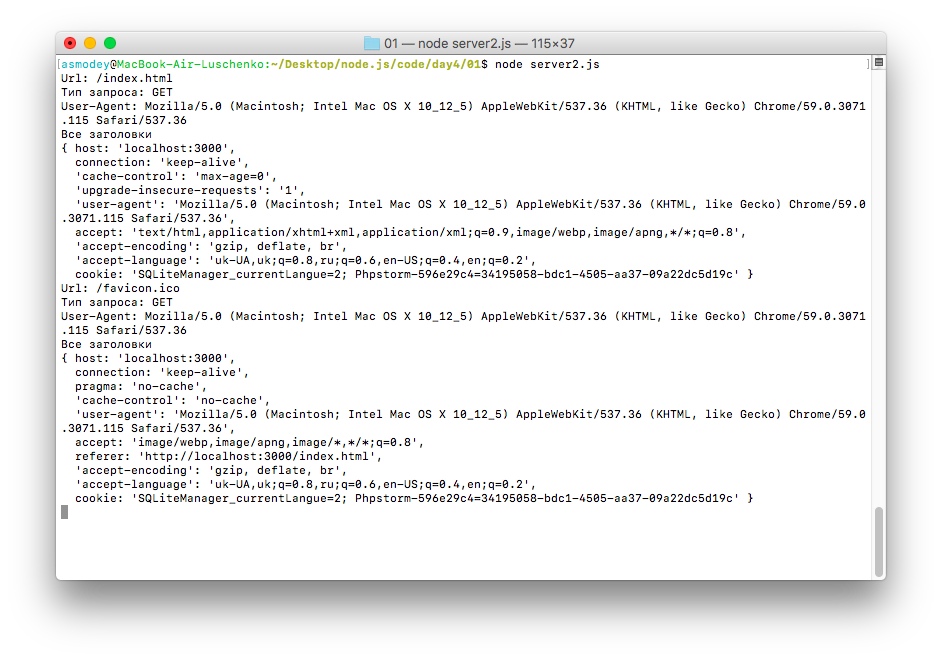 01 — node server2.js — 115×37
[asmodey@MacBook-Air-Luschenko:~/Desktop/node.js/code/day4/01$ node server2.js ]
Url: /index.html
Тип запроса: GET
User-Agent: Mozilla/5.0 (Macintosh; Intel Mac OS X 10_12_5) AppleWebKit/537.36 (KHTML, like Gecko) Chrome/59.0.3071
.115 Safari/537.36
Все заголовки
{ host: 'localhost:3000',
  connection: 'keep-alive',
  'cache-control': 'max-age=0',
  'upgrade-insecure-requests': '1',
  'user-agent': 'Mozilla/5.0 (Macintosh; Intel Mac OS X 10_12_5) AppleWebKit/537.36 (KHTML, like Gecko) Chrome/59.0
.3071.115 Safari/537.36',
  accept: 'text/html,application/xhtml+xml,application/xml;q=0.9,image/webp,image/apng,*/*;q=0.8',
  'accept-encoding': 'gzip, deflate, br',
  'accept-language': 'uk-UA,uk;q=0.8,ru;q=0.6,en-US;q=0.4,en;q=0.2',
  cookie: 'SQLiteManager_currentLangue=2; Phpstorm-596e29c4=34195058-bdc1-4505-aa37-09a22dc5d19c' }
Url: /favicon.ico
Тип запроса: GET
User-Agent: Mozilla/5.0 (Macintosh; Intel Mac OS X 10_12_5) AppleWebKit/537.36 (KHTML, like Gecko) Chrome/59.0.3071
.115 Safari/537.36
Все заголовки
{ host: 'localhost:3000',
  connection: 'keep-alive',
  pragma: 'no-cache',
  'cache-control': 'no-cache',
  'user-agent': 'Mozilla/5.0 (Macintosh; Intel Mac OS X 10_12_5) AppleWebKit/537.36 (KHTML, like Gecko) Chrome/59.0
.3071.115 Safari/537.36',
  accept: 'image/webp,image/apng,image/*,*/*;q=0.8',
  referer: 'http://localhost:3000/index.html',
  'accept-encoding': 'gzip, deflate, br',
  'accept-language': 'uk-UA,uk;q=0.8,ru;q=0.6,en-US;q=0.4,en;q=0.2',
  cookie: 'SQLiteManager_currentLangue=2; Phpstorm-596e29c4=34195058-bdc1-4505-aa37-09a22dc5d19c' }